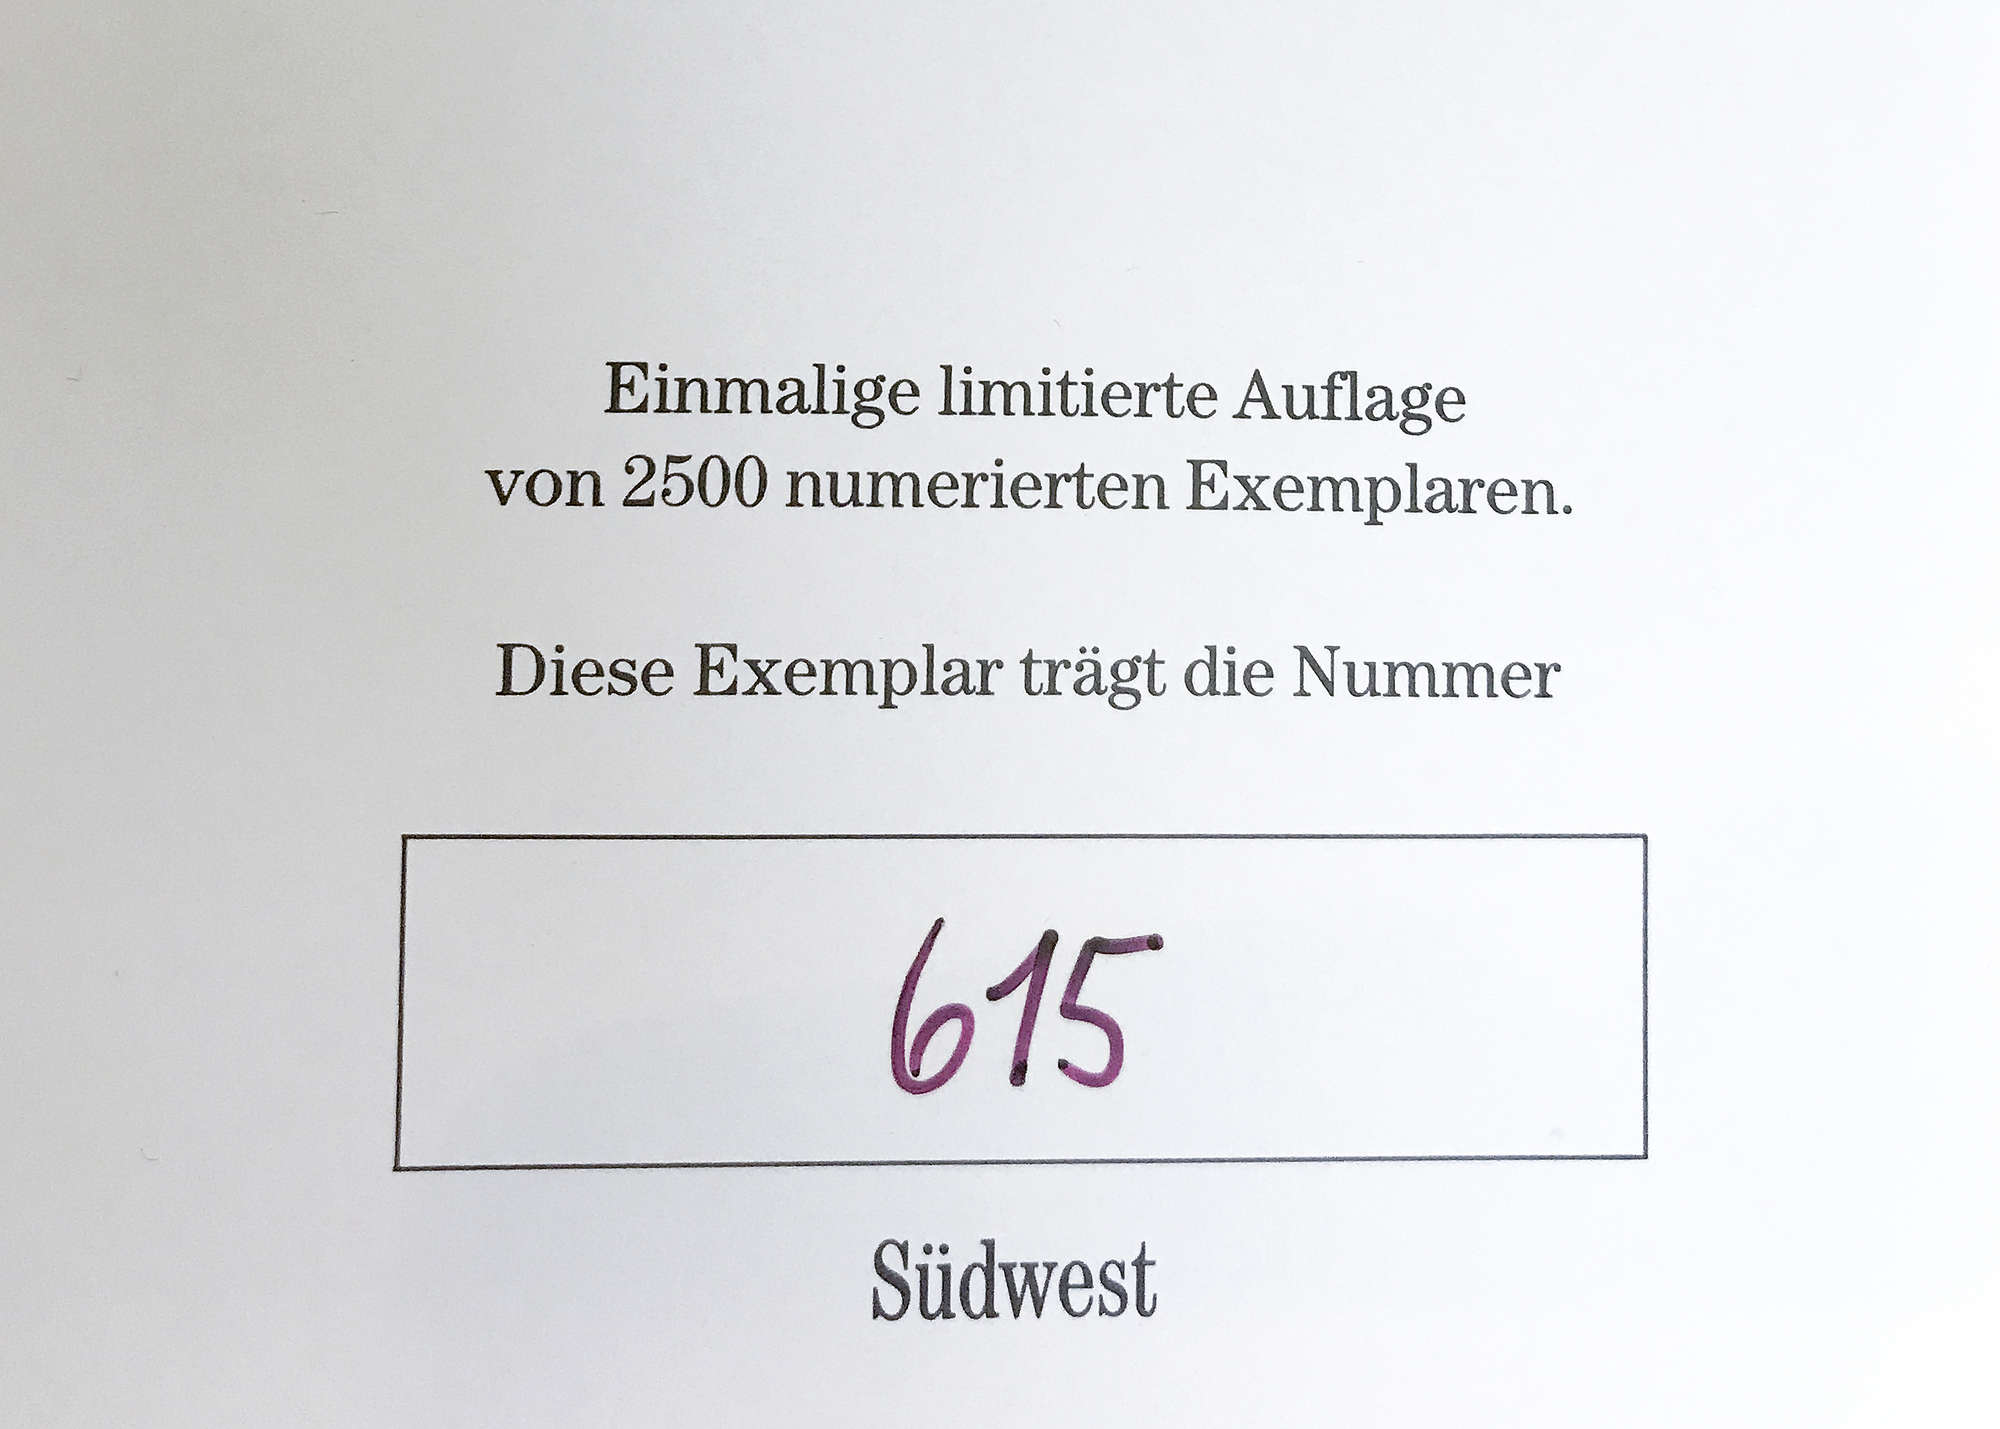 Einmalige limitierte Auflage
von 2500 numerierten Exemplaren.
Diese Exemplar trägt die Nummer
615
Südwest